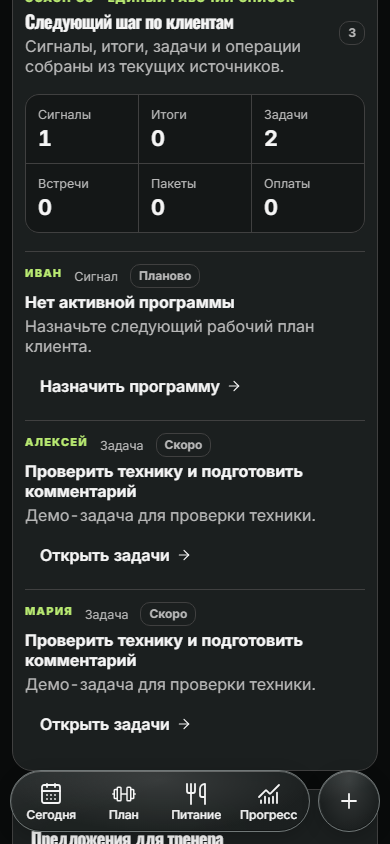 Следующий шаг по клиентам
3
Сигналы, итоги, задачи и операции
собраны из текущих источников.
Сигналы
Итоги
Задачи
1
0
2
Встречи
Пакеты
Оплаты
0
0
0
ИВАН Сигнал Планово
Нет активной программы
Назначьте следующий рабочий план
клиента.
Назначить программу →
АЛЕКСЕЙ Задача Скоро
Проверить технику и подготовить
комментарий
Демо-задача для проверки техники.
Открыть задачи →
МАРИЯ Задача Скоро
Проверить технику и подготовить
комментарий
Демо-задача для проверки техники.
Открыть задачи →
Сегодня
План
Питание
Прогресс
+
Предложения для тренера